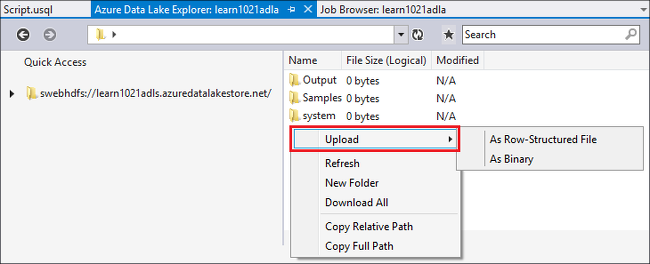 Script.usql Azure Data Lake Explorer: learn1021adla Job Browser: learn1021adla
Search
Quick Access
swebhdfs://learn1021adls.azuredatalakestore.net/
Name File Size (Logical) Modified
Output 0 bytes N/A
Samples 0 bytes N/A
system 0 bytes N/A
Upload
As Row-Structured File
As Binary
Refresh
New Folder
Download All
Copy Relative Path
Copy Full Path